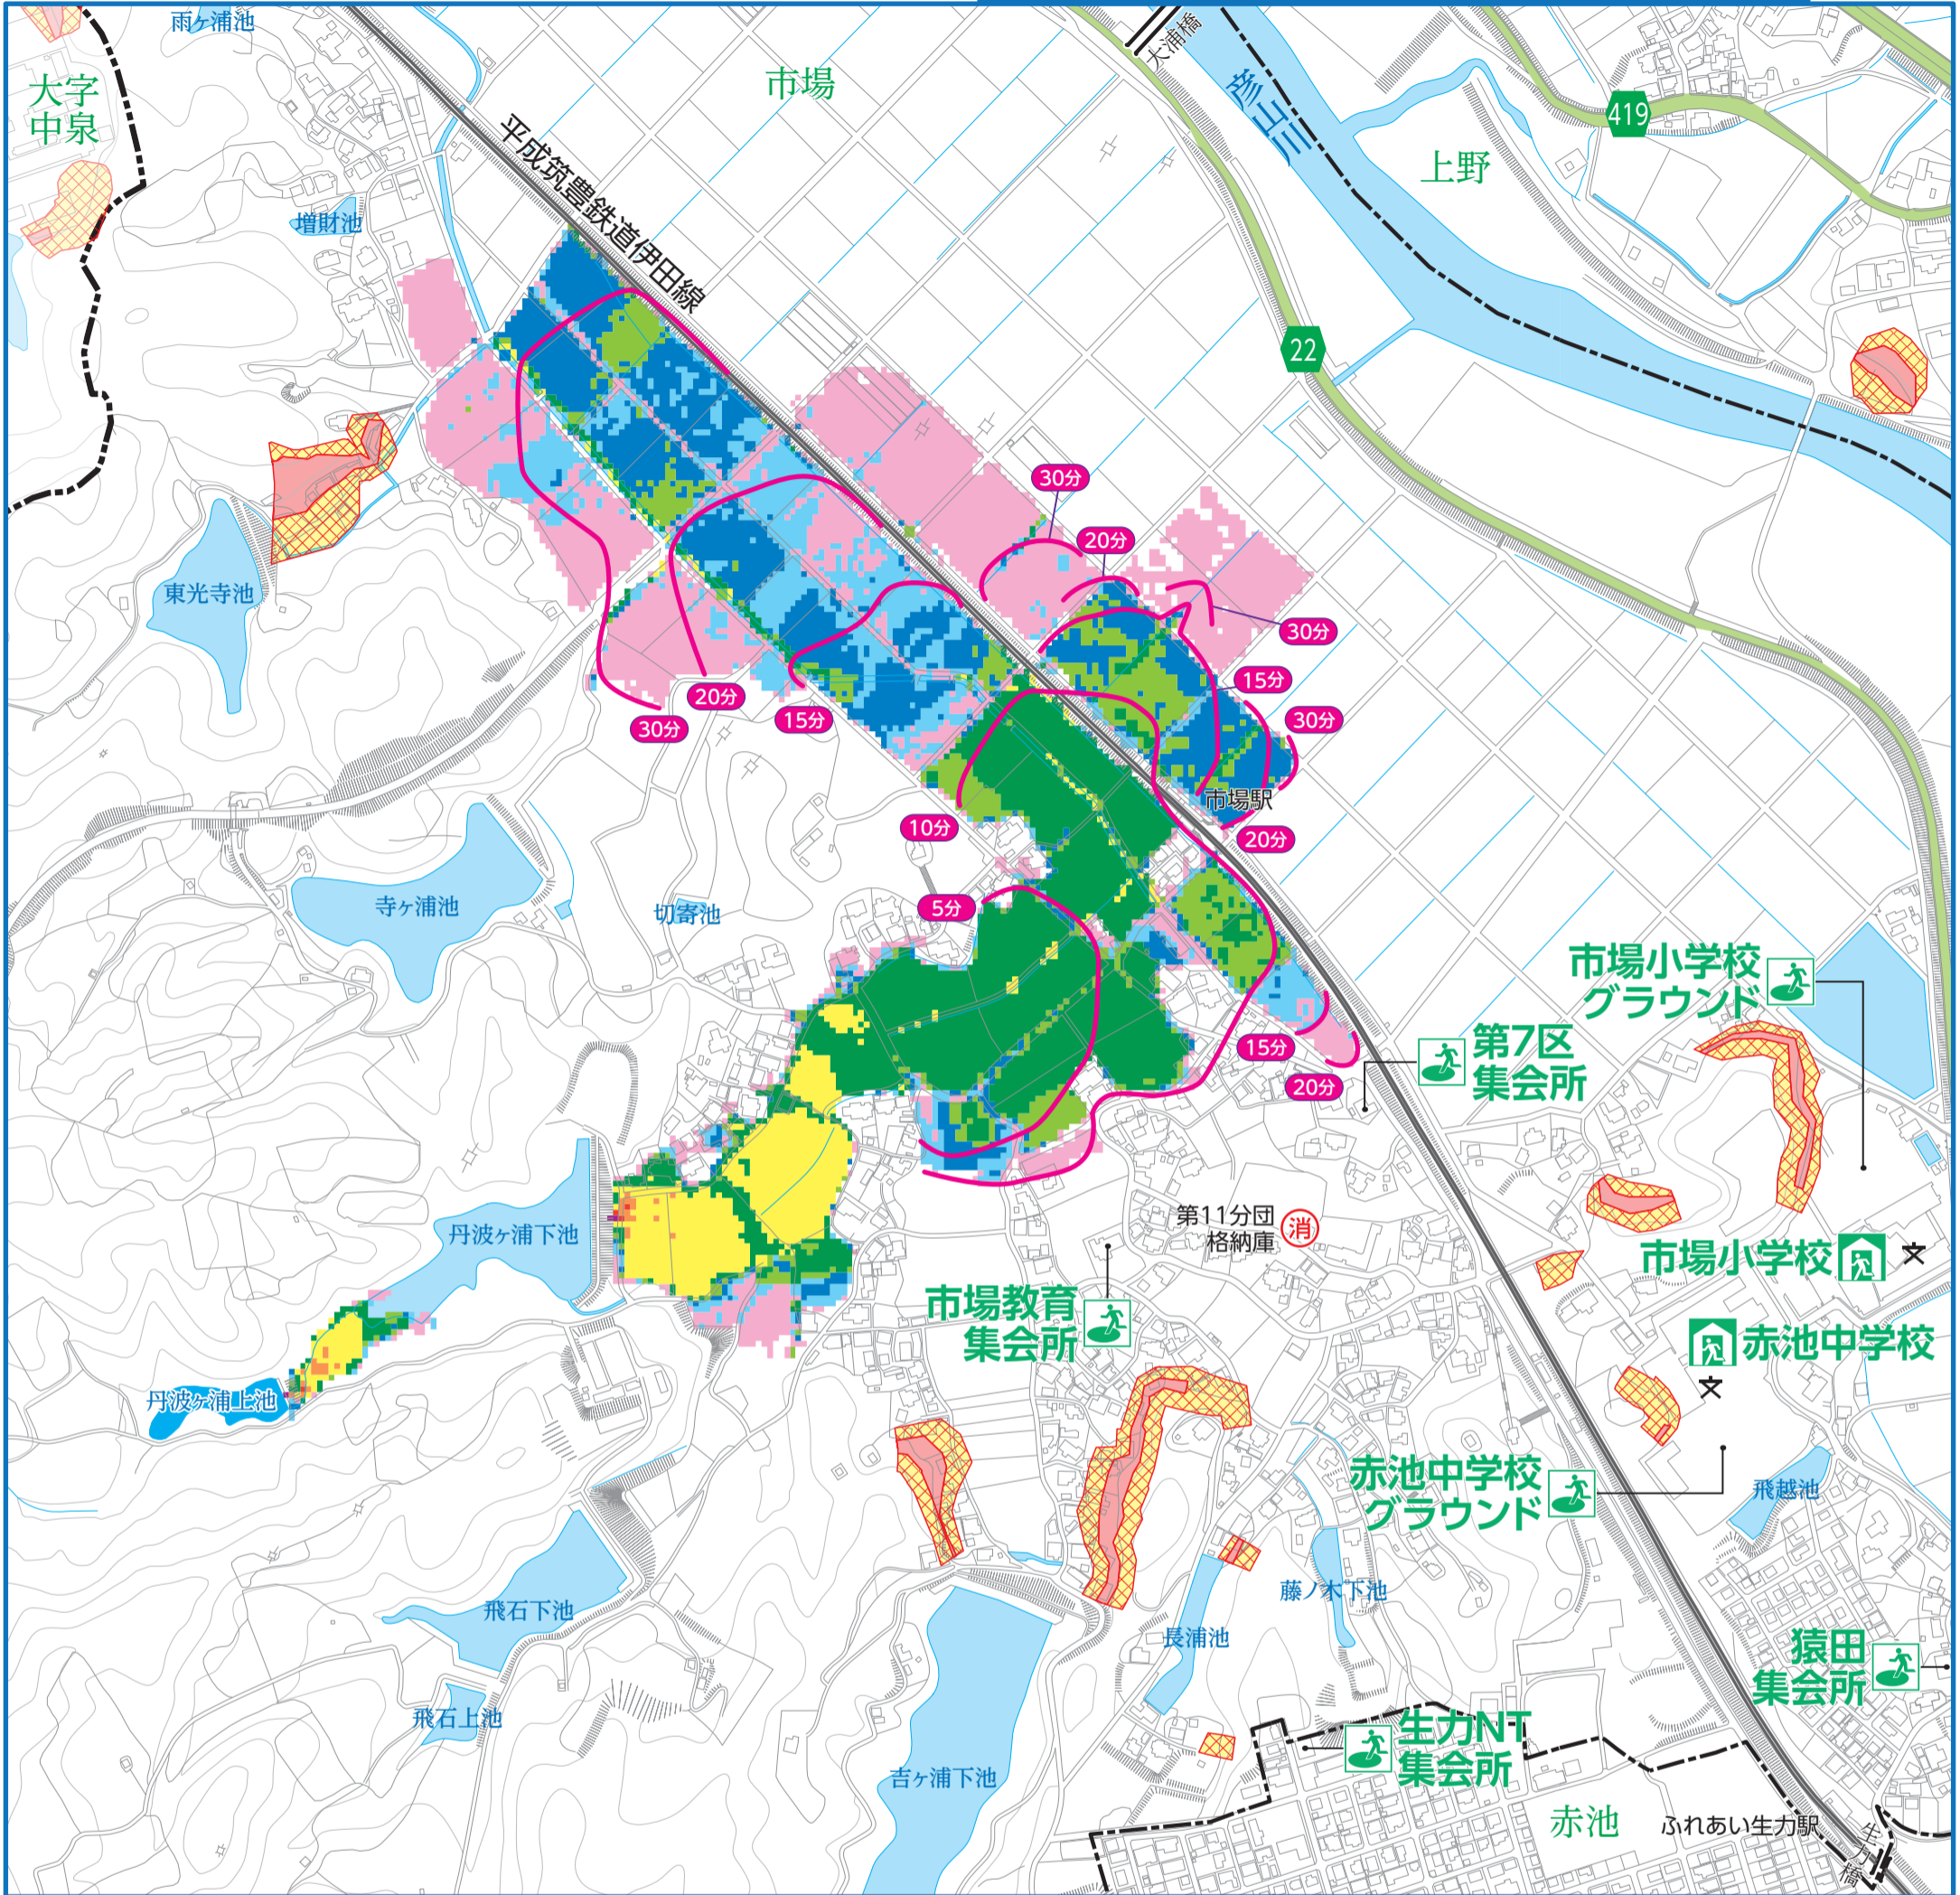 雨ヶ浦池
大字
中泉
市場
大浦橋
彦山川
419
上野
平成筑豊鉄道伊田線
増財池
22
30分
20分
東光寺池
30分
15分
20分
30分
15分
30分
市場駅
10分
20分
寺ヶ浦池
切寄池
5分
市場小学校
グラウンド
第7区
集会所
15分
20分
第11分団
格納庫
消
丹波ヶ浦下池
市場小学校
文
市場教育
集会所
赤池中学校
文
丹波ヶ浦上池
赤池中学校
グラウンド
飛越池
飛石下池
藤ノ木下池
長浦池
猿田
集会所
飛石上池
生力NT
集会所
吉ヶ浦下池
赤池
ふれあい生力駅
生力橋